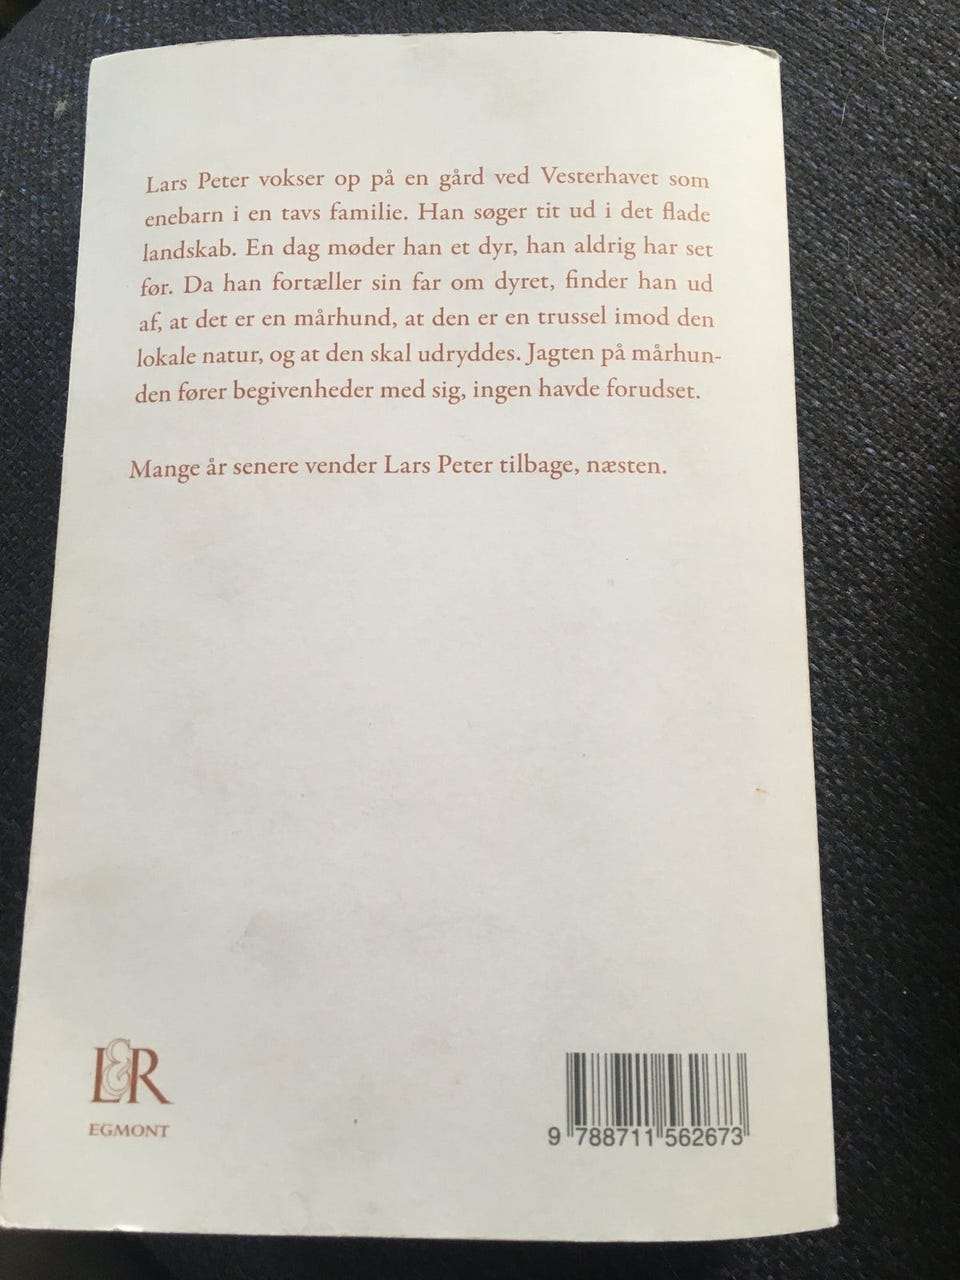 Lars Peter vokser op på en gård ved Vesterhavet som
enebarn i en tavs familie. Han søger tit ud i det flade
landskab. En dag møder han et dyr, han aldrig har set
før. Da han fortæller sin far om dyret, finder han ud
af, at det er en mårhund, at den er en trussel imod den
lokale natur, og at den skal udryddes. Jagten på mårhun-
den fører begivenheder med sig, ingen havde forudset.
Mange år senere vender Lars Peter tilbage, næsten.
L&R
EGMONT
9 788711 562673